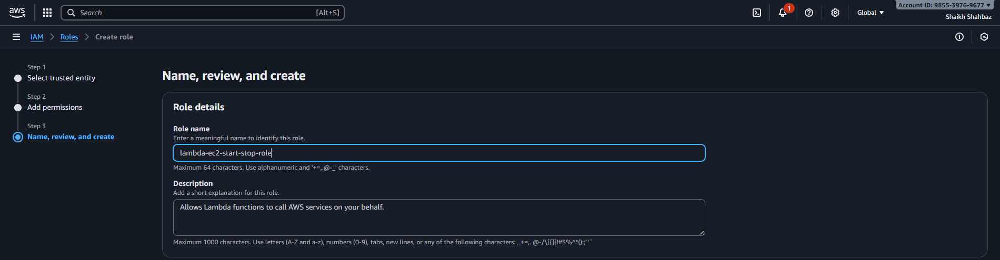 aws
Search [Alt+S]
1
Global
Account ID: 9855-3976-9677
Shaikh Shahbaz
IAM
Roles
Create role
Step 1
Select trusted entity
Step 2
Add permissions
Step 3
Name, review, and create
Name, review, and create
Role details
Role name
Enter a meaningful name to identify this role.
lambda-ec2-start-stop-role
Maximum 64 characters. Use alphanumeric and '+=,.@-_' characters.
Description
Add a short explanation for this role.
Allows Lambda functions to call AWS services on your behalf.
Maximum 1000 characters. Use letters (A-Z and a-z), numbers (0-9), tabs, new lines, or any of the following characters: _+=,. @-/\[{}]!#$%^*();:"'`